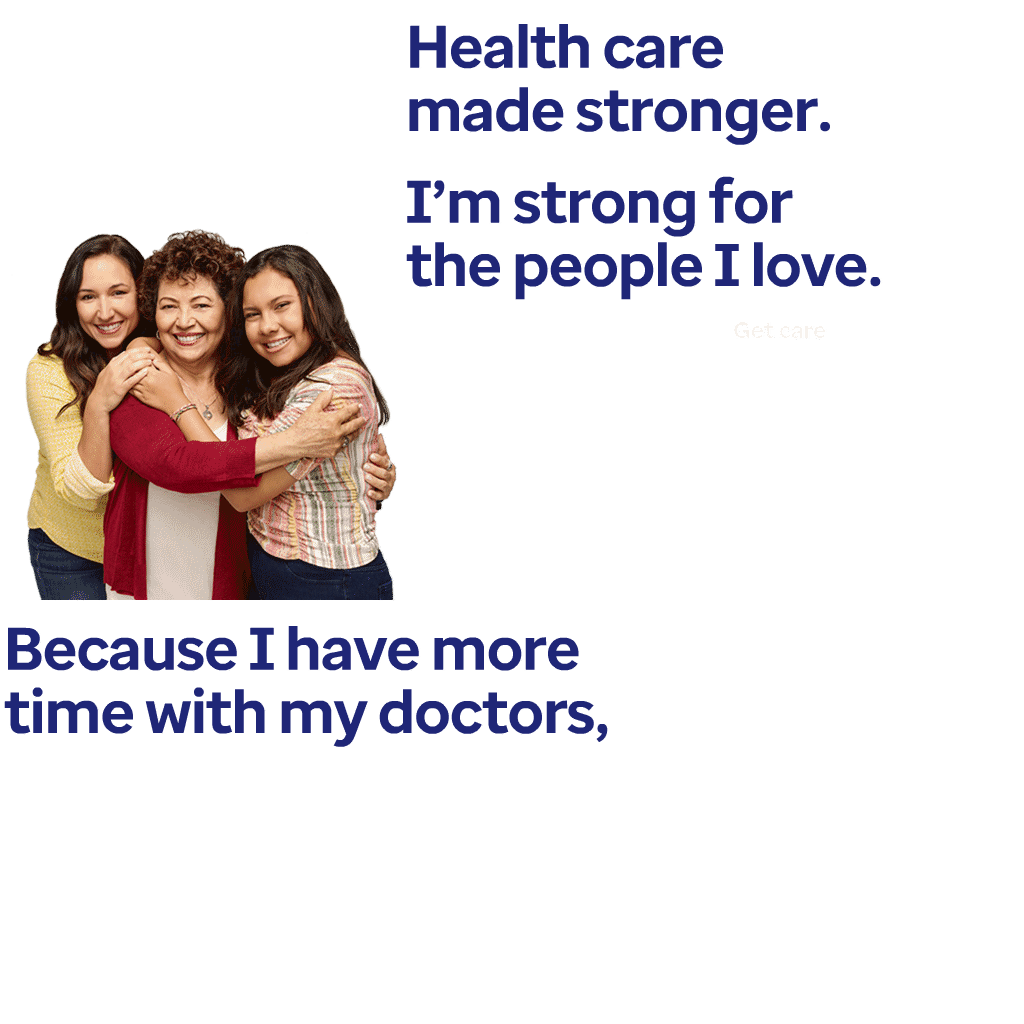 Health care
made stronger.
I’m strong for
the people I love.
Get care
Because I have more
time with my doctors,